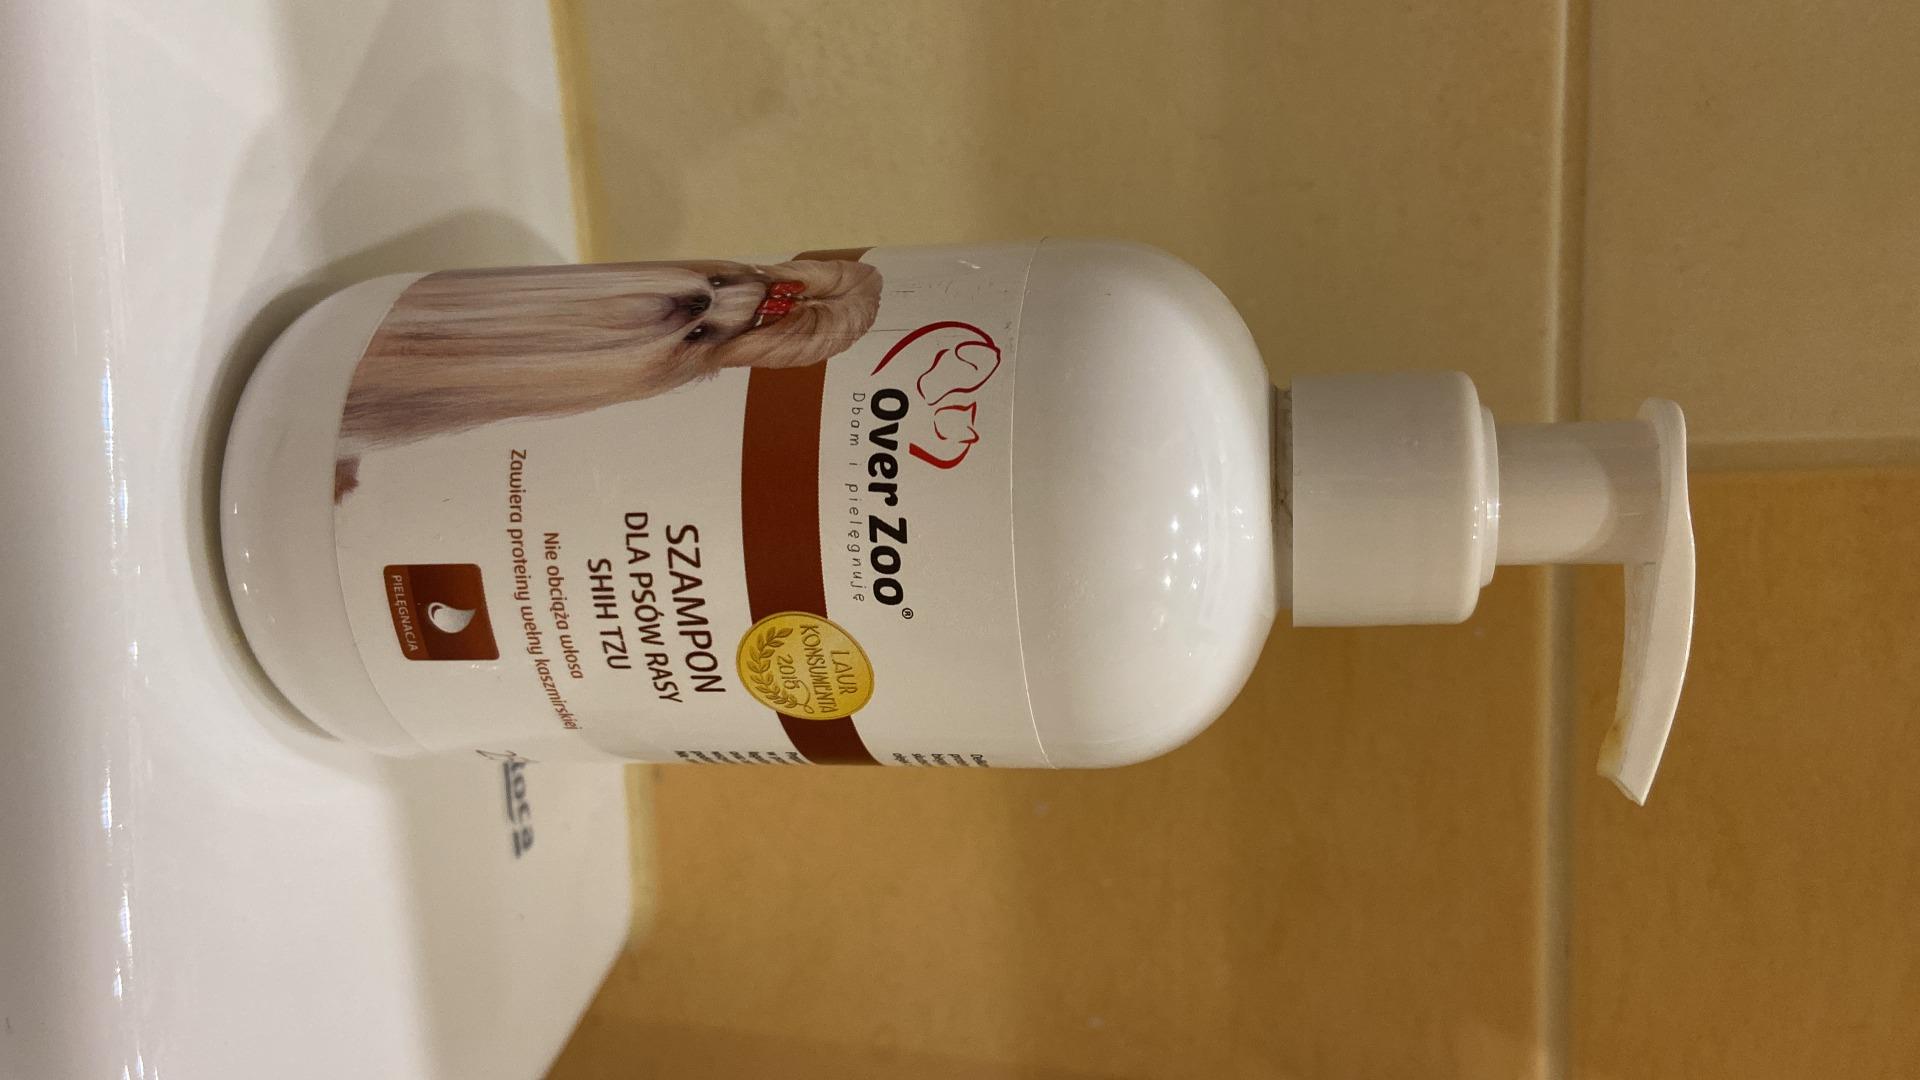 Over Zoo®
Dbam i pielęgnuję
LAUR
KONSUMENTA
2016
SZAMPON
DLA PSÓW RASY
SHIH TZU
Nie obciąża włosa
Zawiera proteiny wełny kaszmirskiej
PIELĘGNACJA